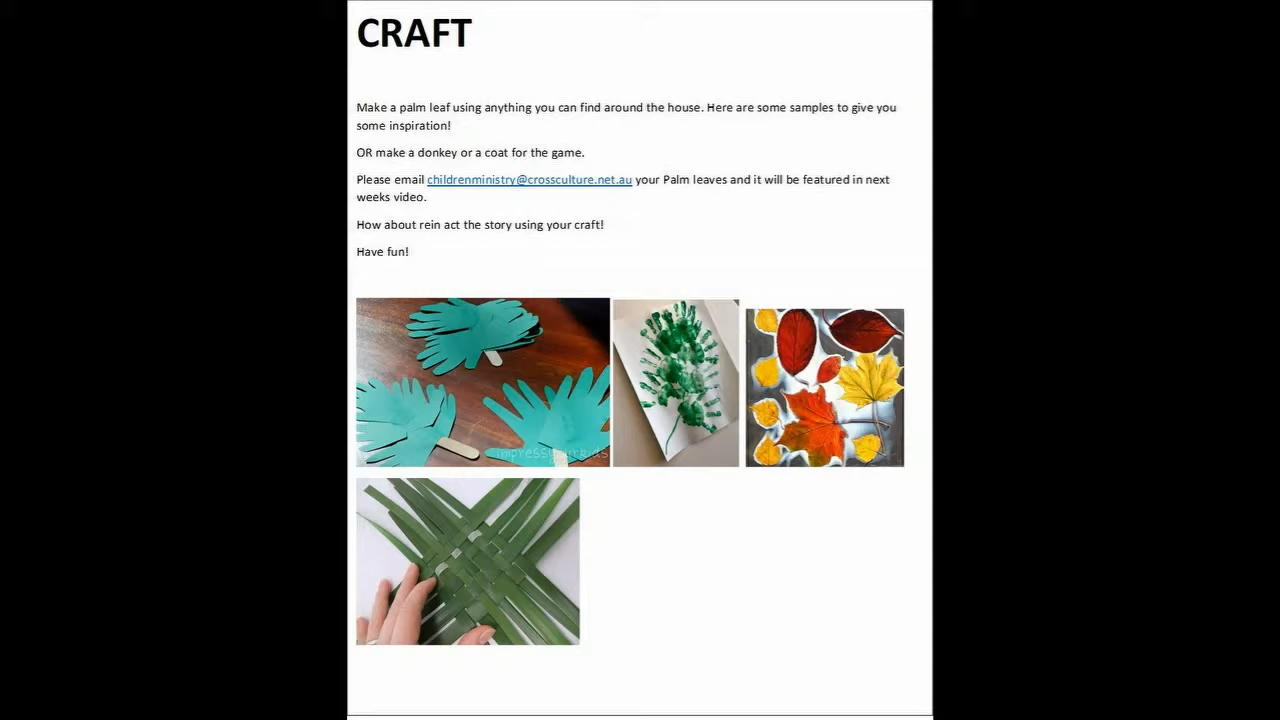 CRAFT
Make a palm leaf using anything you can find around the house. Here are some samples to give you
some inspiration!
OR make a donkey or a coat for the game.
Please email childrenministry@crossculture.net.au your Palm leaves and it will be featured in next
weeks video.
How about rein act the story using your craft!
Have fun!